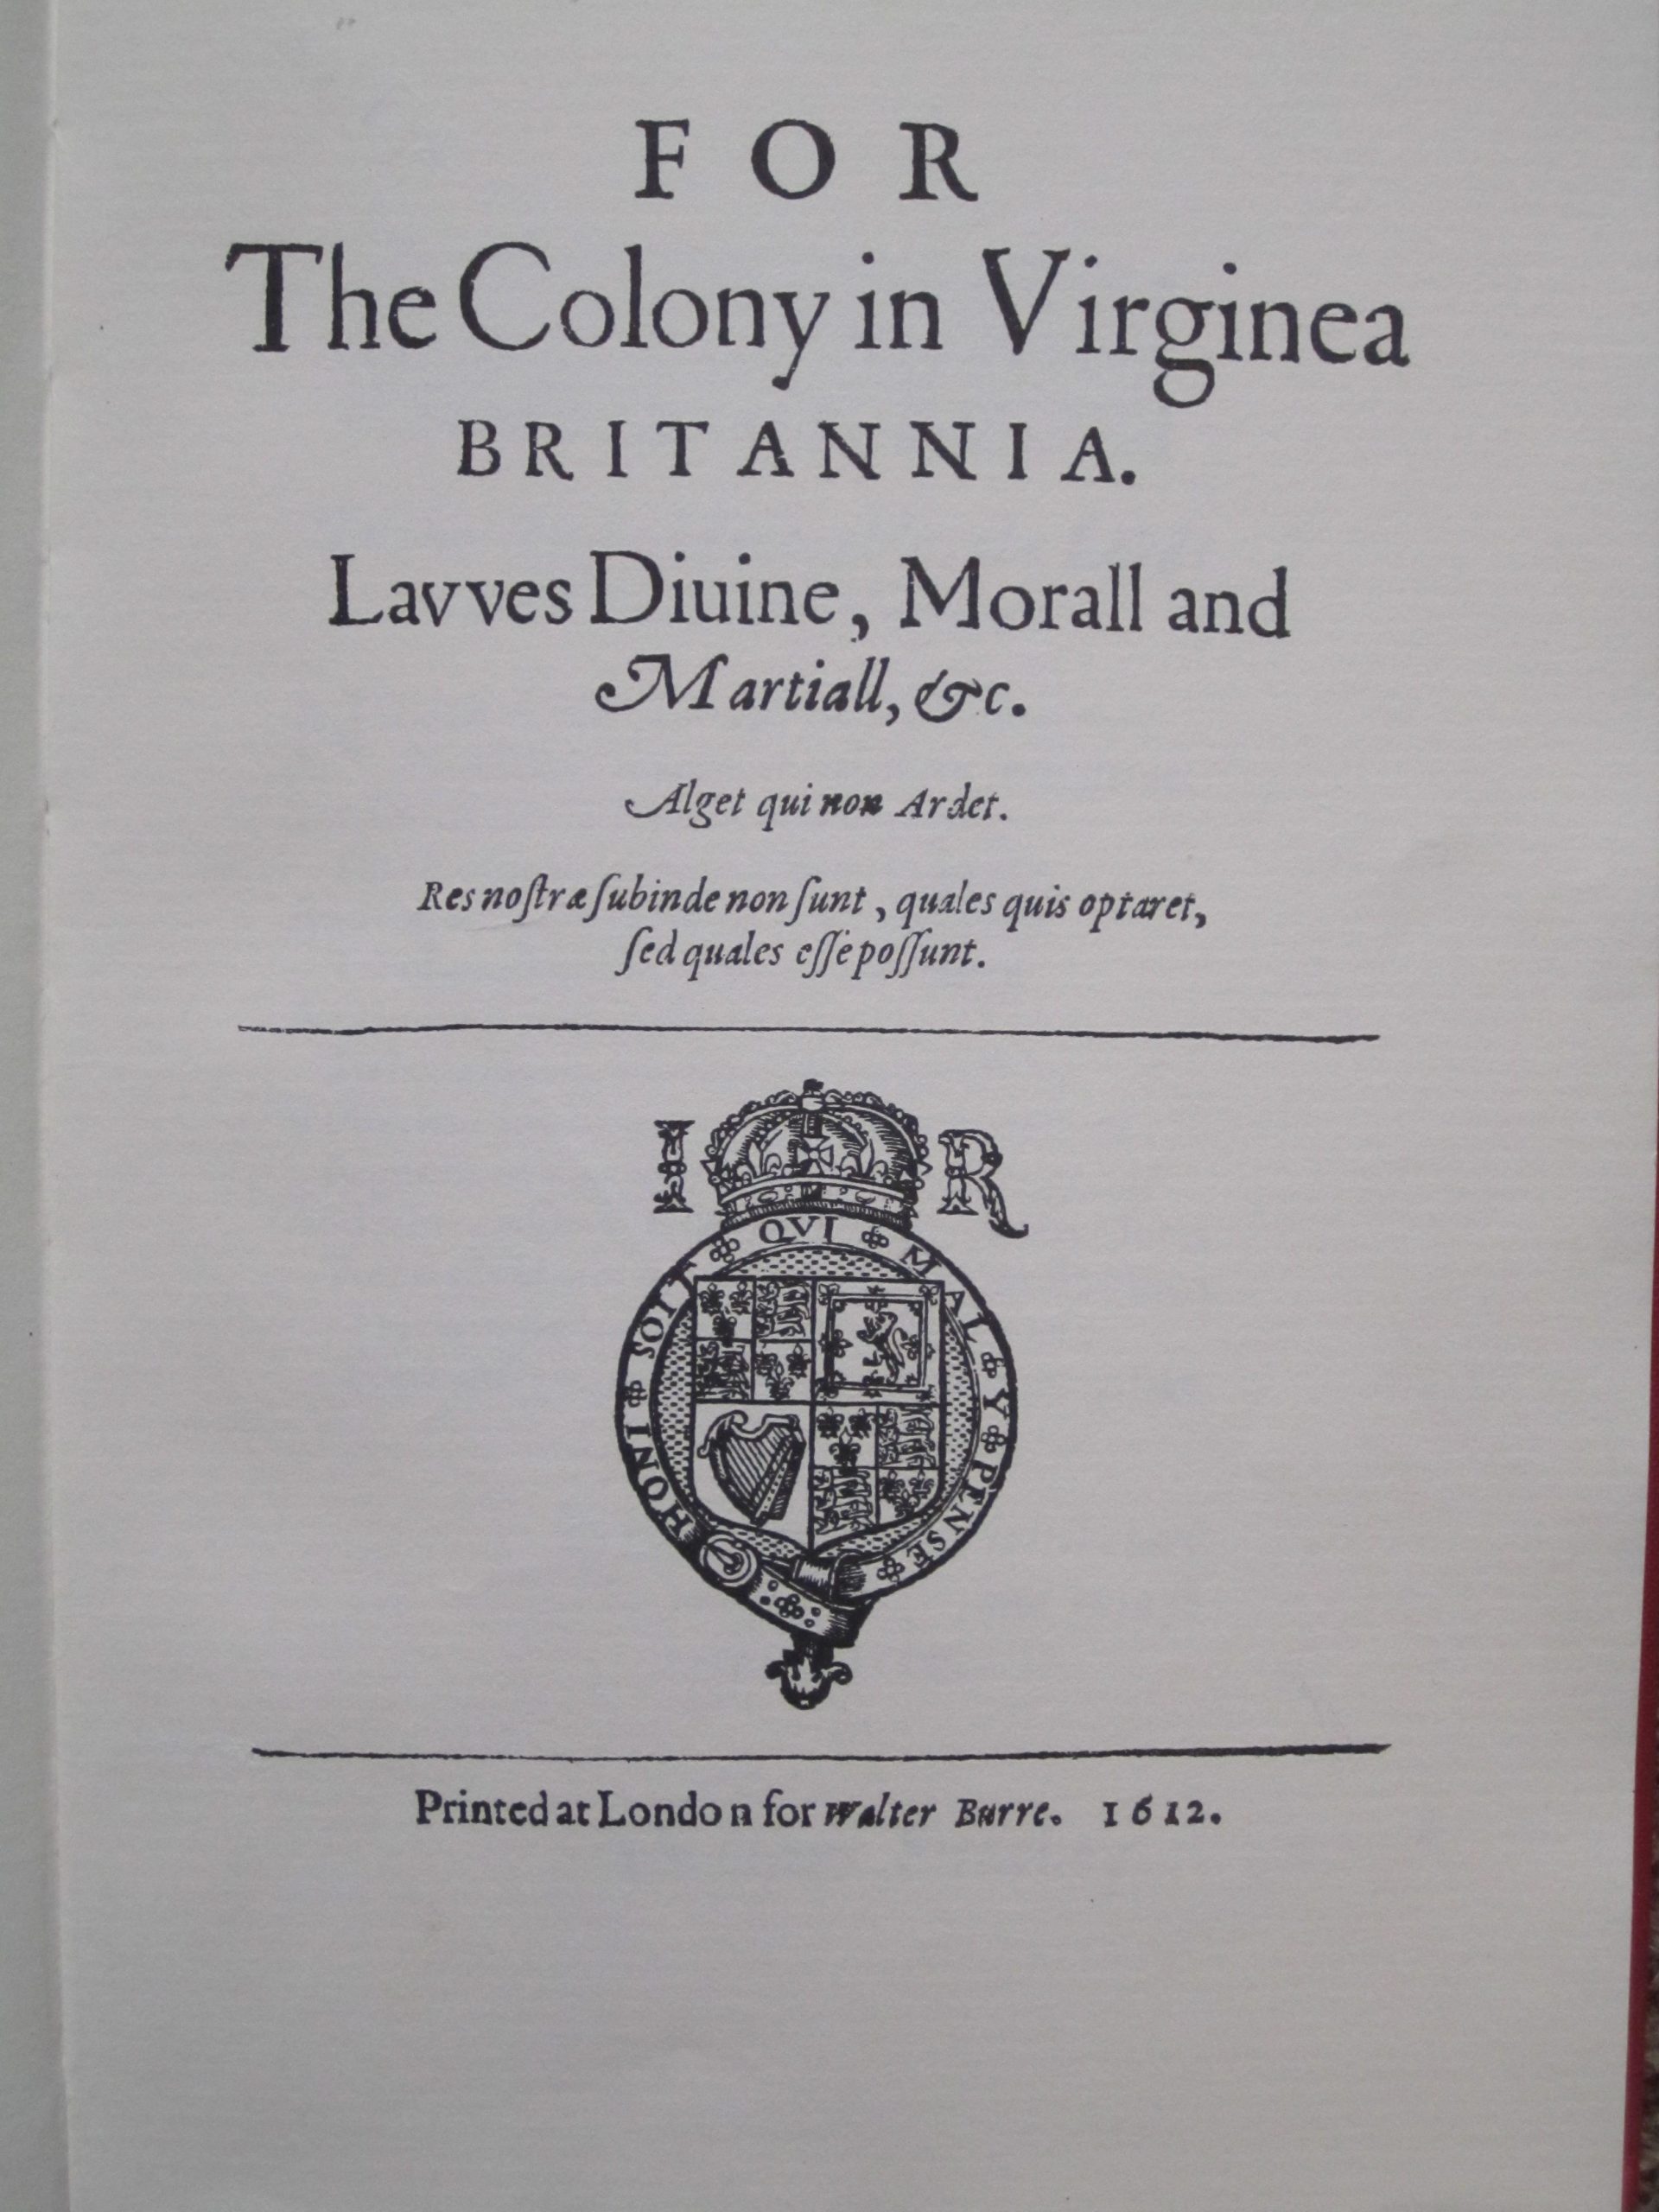 FOR
The Colony in Virginea
BRITANNIA.
Lavves Diuine, Morall and
Martiall, &c.
Alget qui non Ardet.
Res noſtræ ſubinde non ſunt, quales quis optaret,
ſed quales eſſe poſſunt.
I R
HONI SOIT QVI MAL Y PENSE
Printed at London for Walter Burre. 1612.